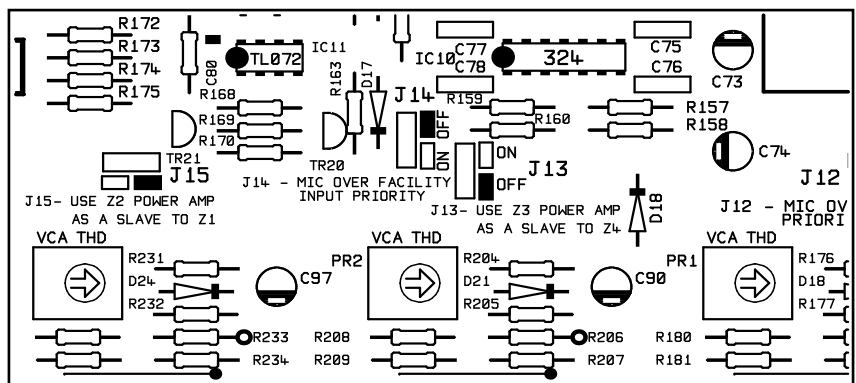 R172
R173
R174
R175
C80
TL072
IC11
R163
D17
IC10
C77
C78
324
C75
C76
C73
R168
R169
R170
J14
OFF
ON
R159
R160
R157
R158
TR21
J15
TR20
ON
OFF
J13
C74
J12
J15- USE Z2 POWER AMP
AS A SLAVE TO Z1
J14 - MIC OVER FACILITY
INPUT PRIORITY
J13- USE Z3 POWER AMP
AS A SLAVE TO Z4
D18
J12 - MIC OV
PRIORI
VCA THD
R231
D24
R232
C97
PR2
VCA THD
R204
D21
R205
C90
PR1
VCA THD
R176
D18
R177
R233
R208
R206
R180
R234
R209
R207
R181